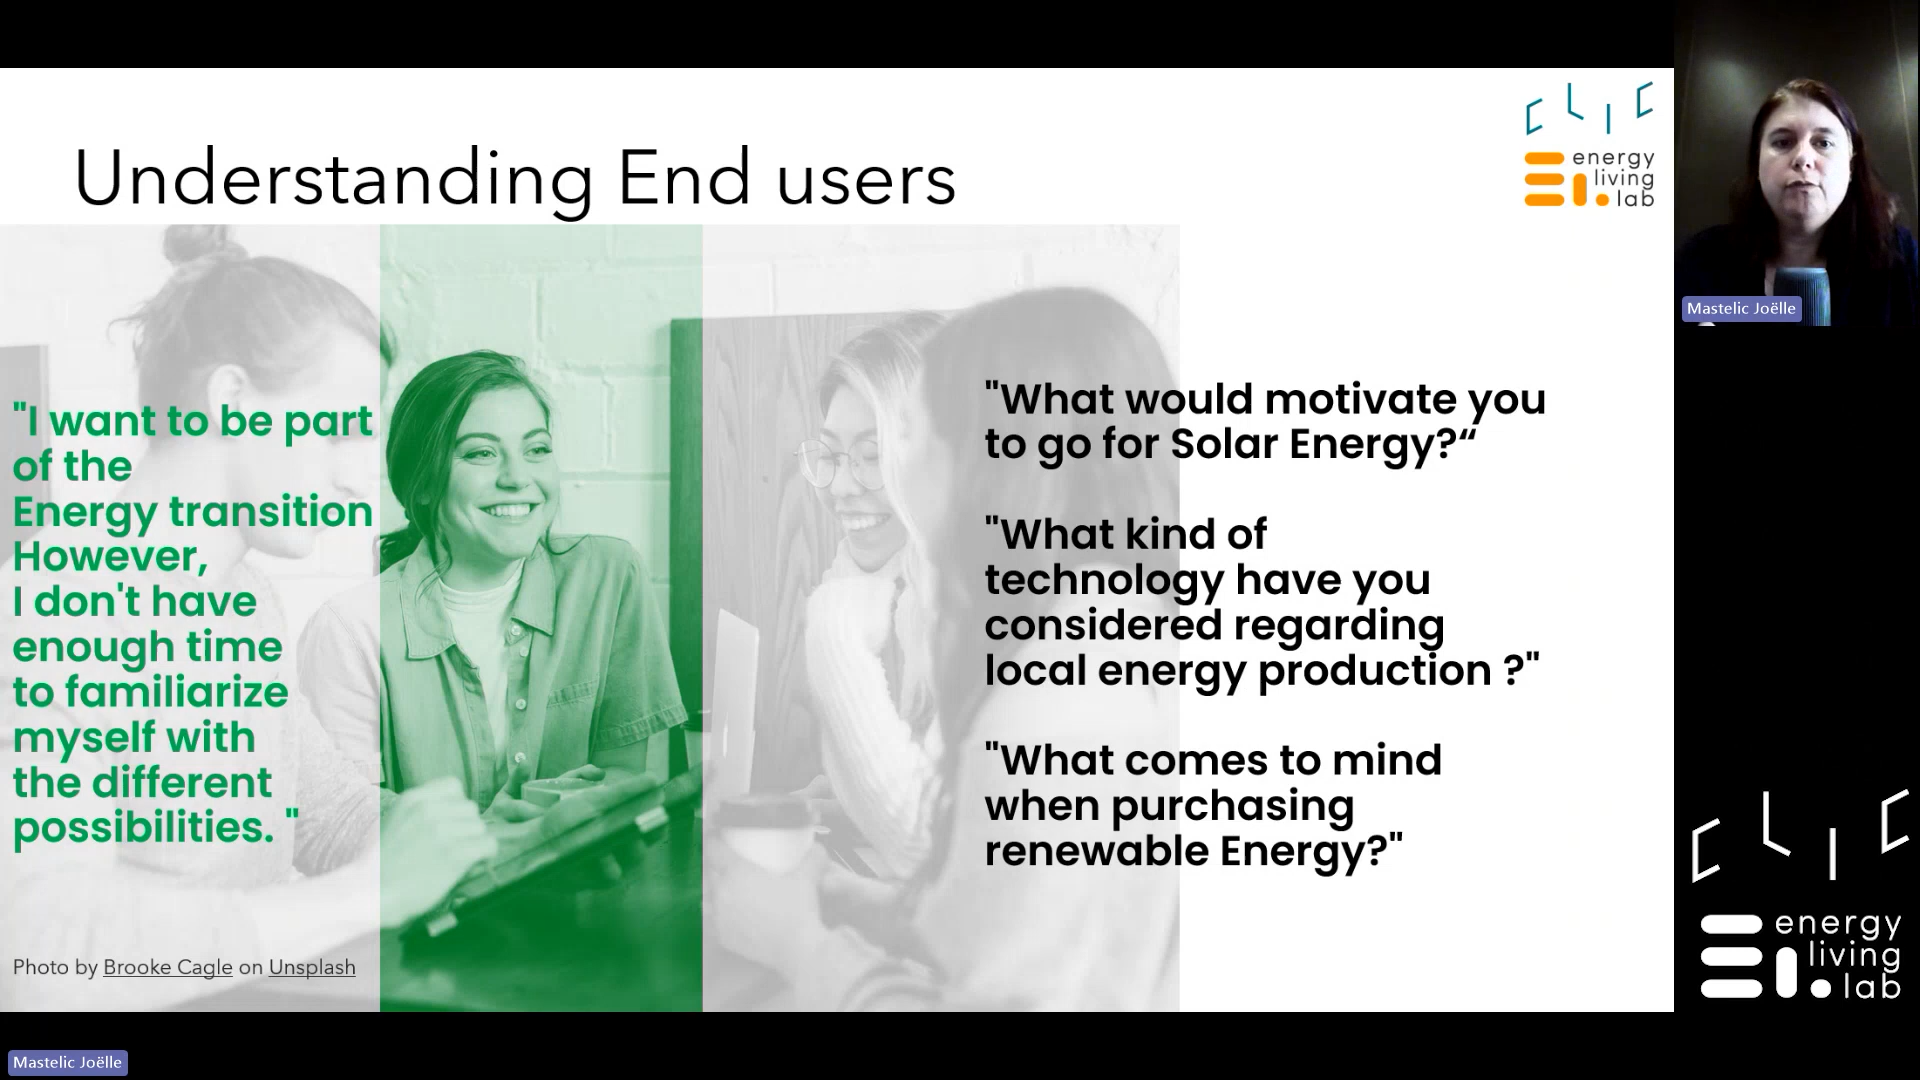 Understanding End users
CLIC
energy
living
lab
"I want to be part
of the
Energy transition
However,
I don't have
enough time
to familiarize
myself with
the different
possibilities. "
"What would motivate you
to go for Solar Energy?“
"What kind of
technology have you
considered regarding
local energy production ?"
"What comes to mind
when purchasing
renewable Energy?"
Photo by Brooke Cagle on Unsplash
Mastelic Joëlle
CLIC
energy
living
lab
Mastelic Joëlle